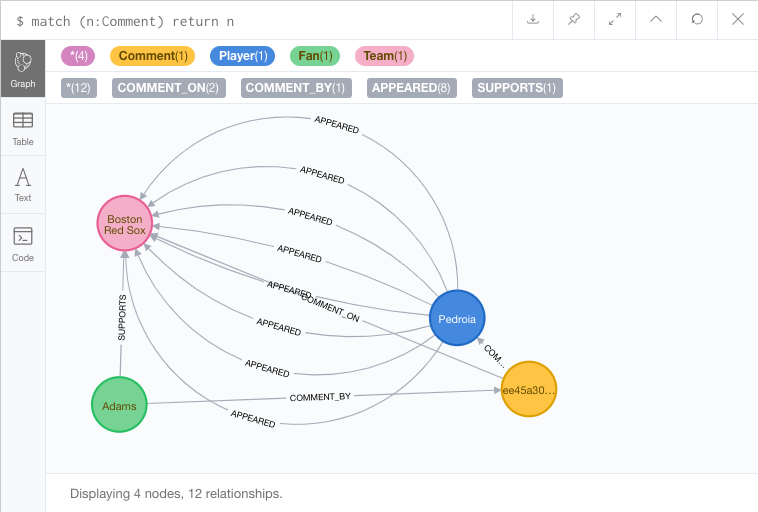 $ match (n:Comment) return n
*(4) Comment(1) Player(1) Fan(1) Team(1)
*(12) COMMENT_ON(2) COMMENT_BY(1) APPEARED(8) SUPPORTS(1)
Graph
Table
Text
Code
APPEARED
APPEARED
APPEARED
APPEARED
APPEARED
COMMENT_ON
APPEARED
APPEARED
APPEARED
Boston
Red Sox
Pedroia
SUPPORTS
COM...
ee45a30...
Adams
COMMENT_BY
Displaying 4 nodes, 12 relationships.